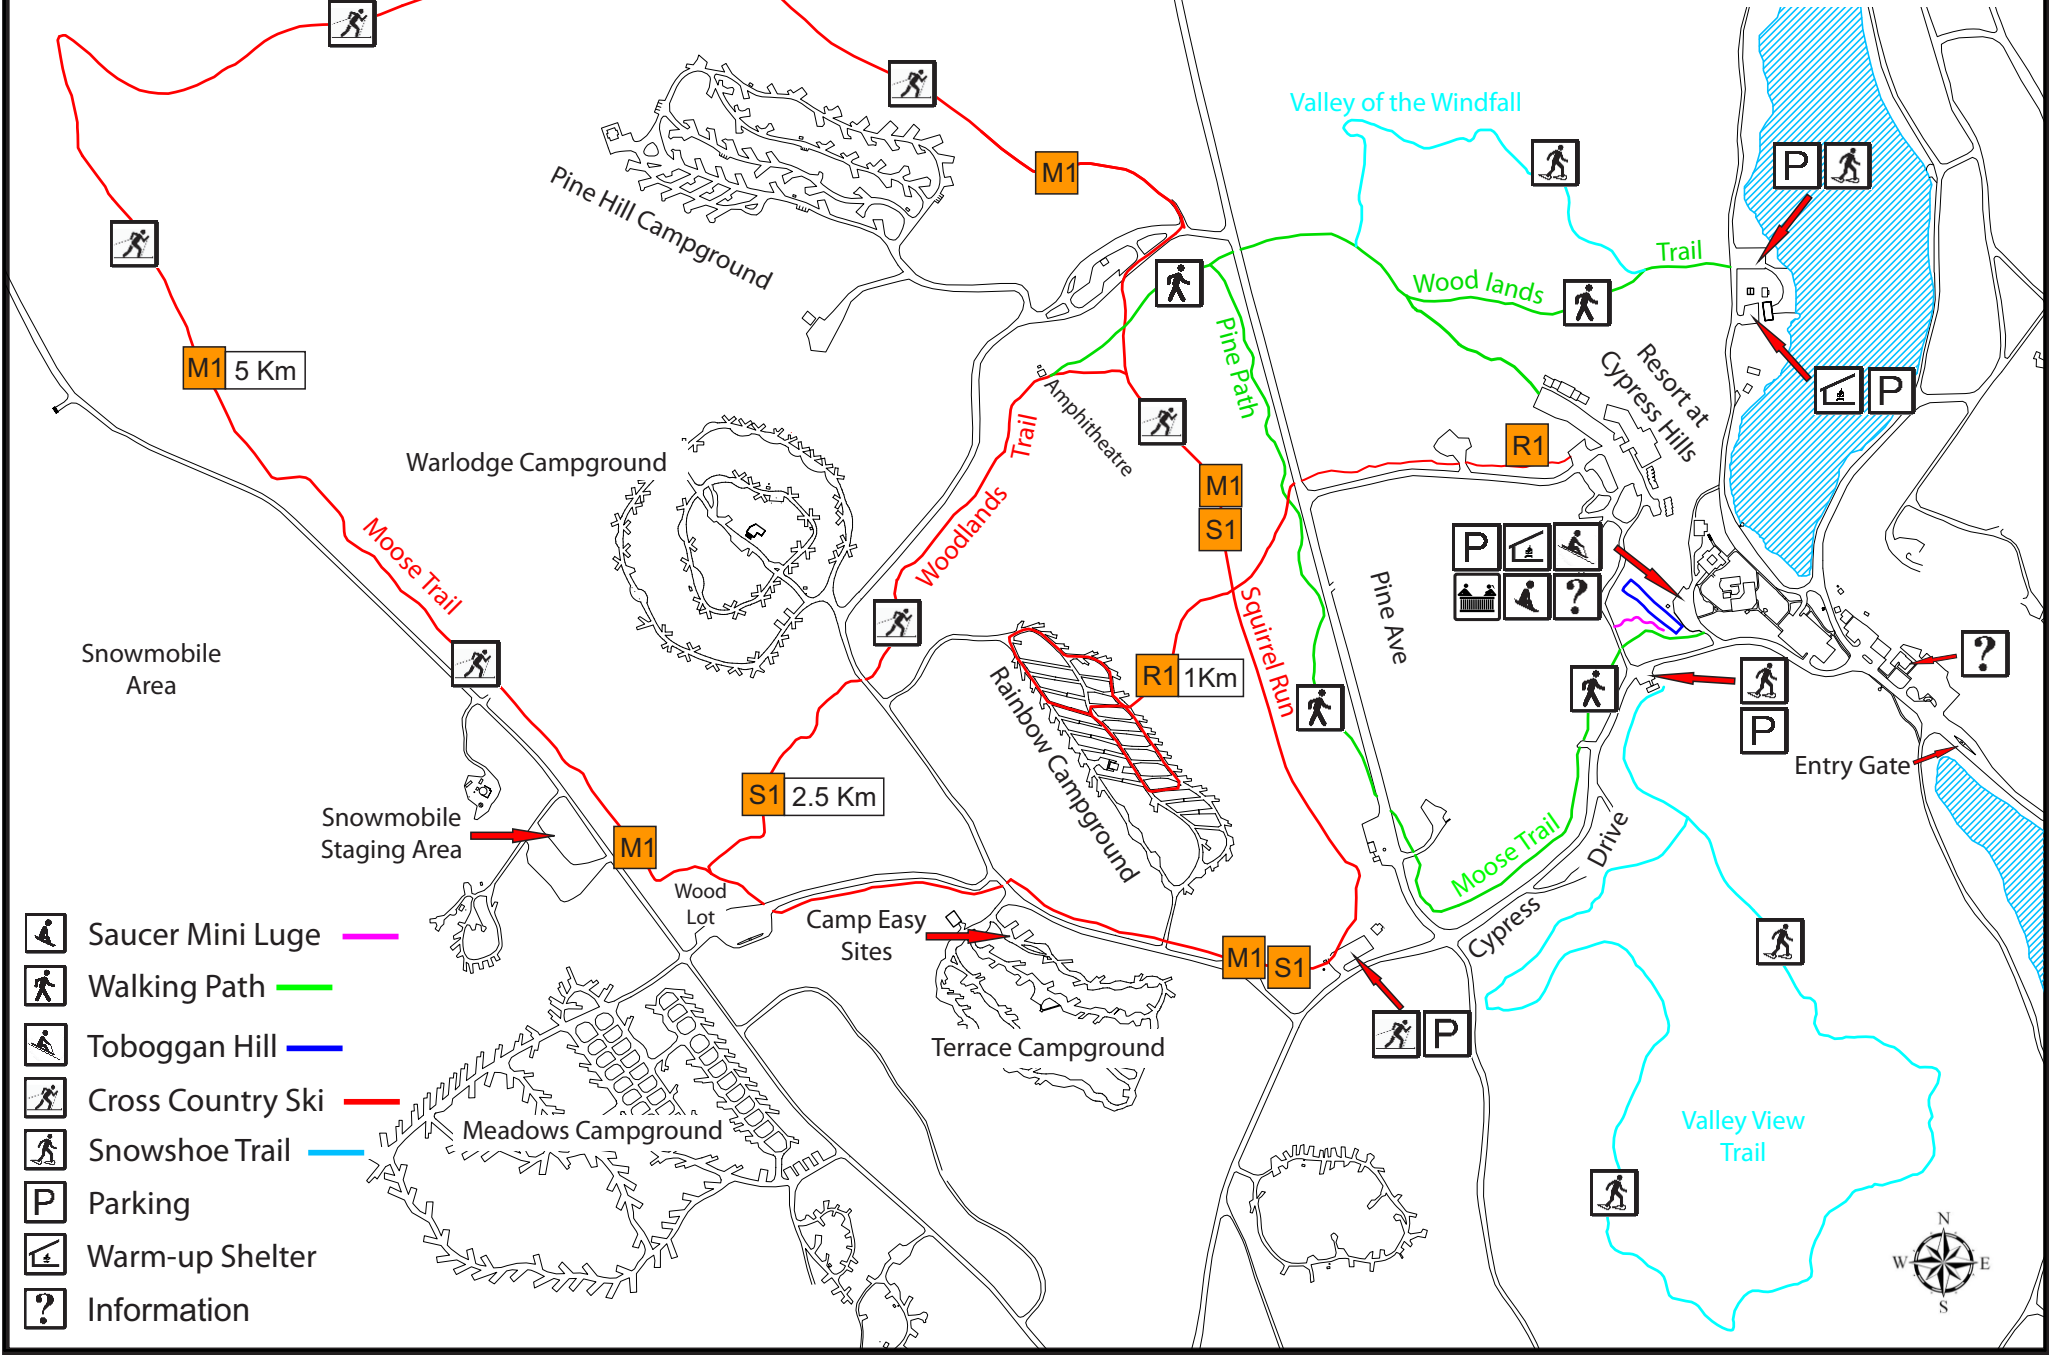 Valley of the Windfall
P
M1
Pine Hill Campground
Trail
Wood lands
Pine Path
Resort at
Cypress Hills
P
M1 5 Km
Amphitheatre
Trail
Woodlands
R1
Warlodge Campground
M1
S1
Moose Trail
P
?
Pine Ave
Squirrel Run
Snowmobile
Area
R1 1Km
Rainbow Campground
?
P
Entry Gate
S1 2.5 Km
Snowmobile
Staging Area
M1
Moose Trail
Cypress Drive
Wood
Lot
Camp Easy
Sites
M1 S1
P
Terrace Campground
Meadows Campground
Valley View
Trail
Saucer Mini Luge
Walking Path
Toboggan Hill
Cross Country Ski
Snowshoe Trail
P Parking
Warm-up Shelter
? Information
N
W E
S